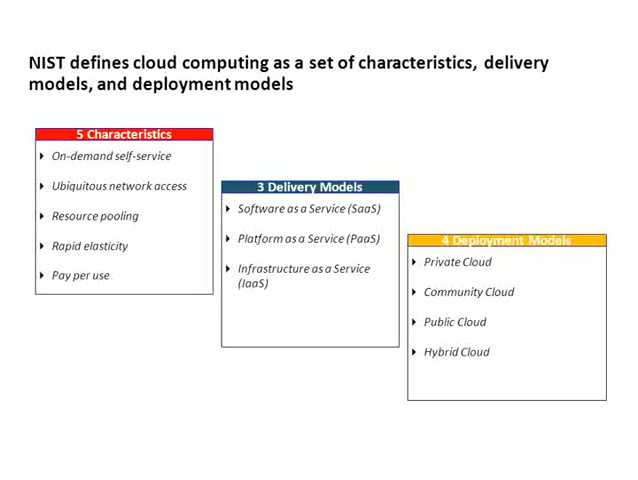 NIST defines cloud computing as a set of characteristics, delivery
models, and deployment models
5 Characteristics
On-demand self-service
Ubiquitous network access
Resource pooling
Rapid elasticity
Pay per use
3 Delivery Models
Software as a Service (SaaS)
Platform as a Service (PaaS)
Infrastructure as a Service
(IaaS)
4 Deployment Models
Private Cloud
Community Cloud
Public Cloud
Hybrid Cloud